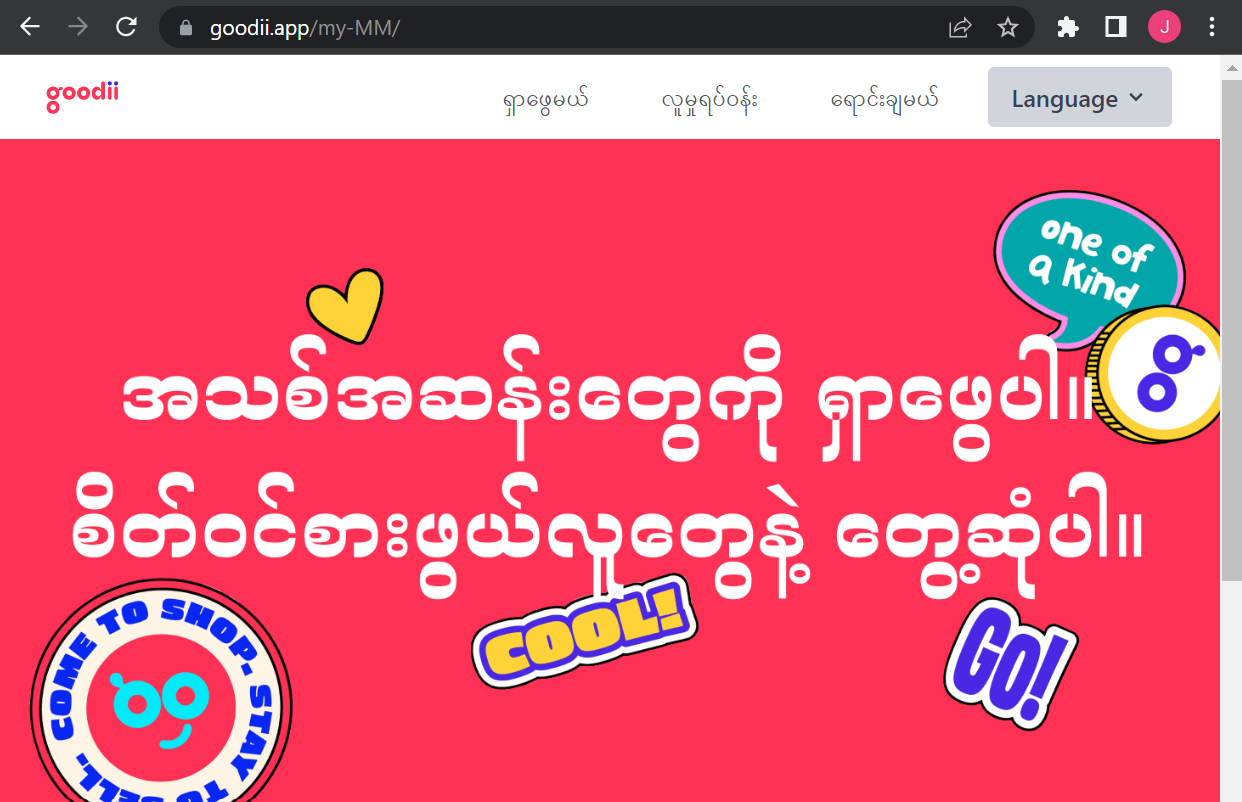 goodii.app/my-MM/
J
goodii
ရှာဖွေမယ်
လူမှုရပ်ဝန်း
ရောင်းချမယ်
Language
one of
a kind
g
အသစ်အဆန်းတွေကို ရှာဖွေပါ။
စိတ်ဝင်စားဖွယ်လူတွေနဲ့ တွေ့ဆုံပါ။
COOL!
GO!
COME TO SHOP. STAY TO SELL.